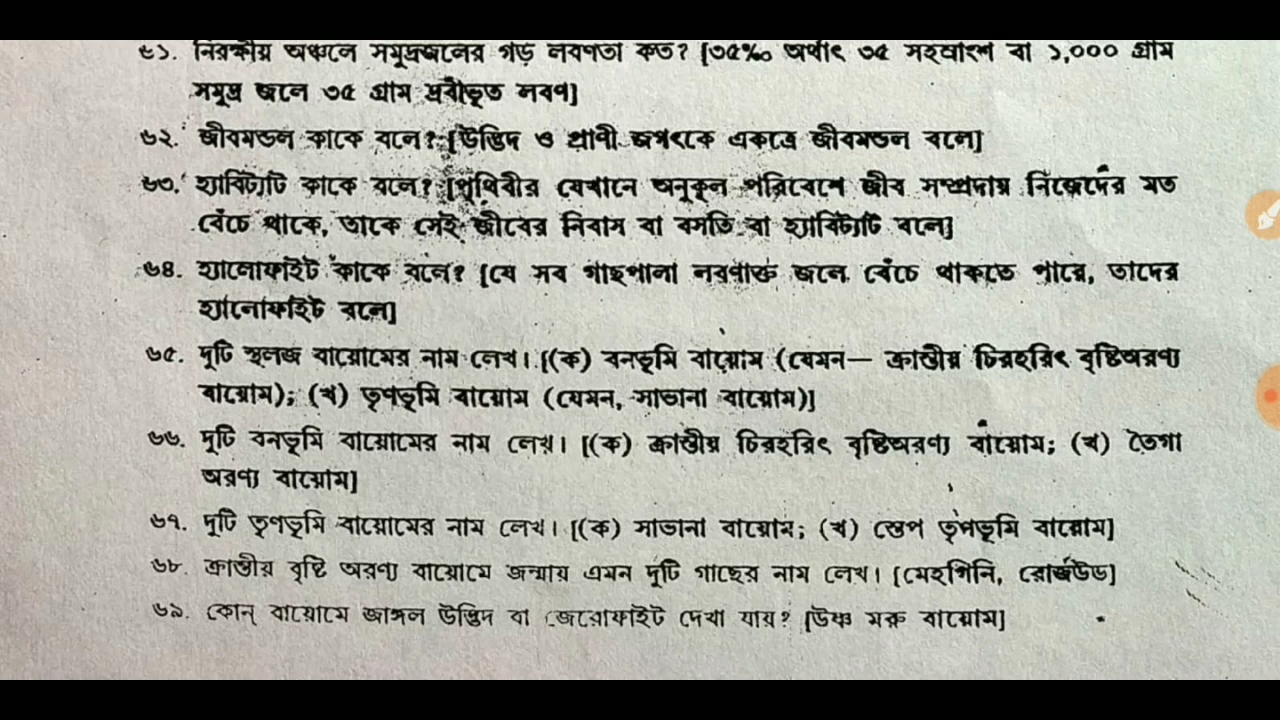 ৬১. নিরক্ষীয় অঞ্চলে সমুদ্রজলের গড় লবণতা কত? [৩৫‰ অর্থাৎ ৩৫ সহস্রাংশ বা ১,০০০ গ্রাম
সমুদ্র জলে ৩৫ গ্রাম দ্রবীভূত লবণ]
৬২. জীবমন্ডল কাকে বলে? [উদ্ভিদ ও প্রাণী জগৎকে একত্রে জীবমন্ডল বলে]
৬৩. হ্যাবিট্যাট কাকে বলে? [পৃথিবীর যেখানে অনুকূল পরিবেশে জীব সম্প্রদায় নিজেদের মত
বেঁচে থাকে, তাকে সেই জীবের নিবাস বা বসতি বা হ্যাবিট্যাট বলে]
৬৪. হ্যালোফাইট কাকে বলে? [যে সব গাছপালা লবণাক্ত জলে বেঁচে থাকতে পারে, তাদের
হ্যালোফাইট বলে]
৬৫. দুটি স্থলজ বায়োমের নাম লেখ। [(ক) বনভূমি বায়োম (যেমন— ক্রান্তীয় চিরহরিৎ বৃষ্টিঅরণ্য
বায়োম); (খ) তৃণভূমি বায়োম (যেমন, সাভানা বায়োম)]
৬৬. দুটি বনভূমি বায়োমের নাম লেখ। [(ক) ক্রান্তীয় চিরহরিৎ বৃষ্টিঅরণ্য বায়োম; (খ) তৈগা
অরণ্য বায়োম]
৬৭. দুটি তৃণভূমি বায়োমের নাম লেখ। [(ক) সাভানা বায়োম; (খ) স্তেপ তৃণভূমি বায়োম]
৬৮. ক্রান্তীয় বৃষ্টি অরণ্য বায়োমে জন্মায় এমন দুটি গাছের নাম লেখ। [মেহগিনি, রোজউড]
৬৯. কোন্ বায়োমে জাঙ্গল উদ্ভিদ বা জেরোফাইট দেখা যায়? [উষ্ণ মরু বায়োম]